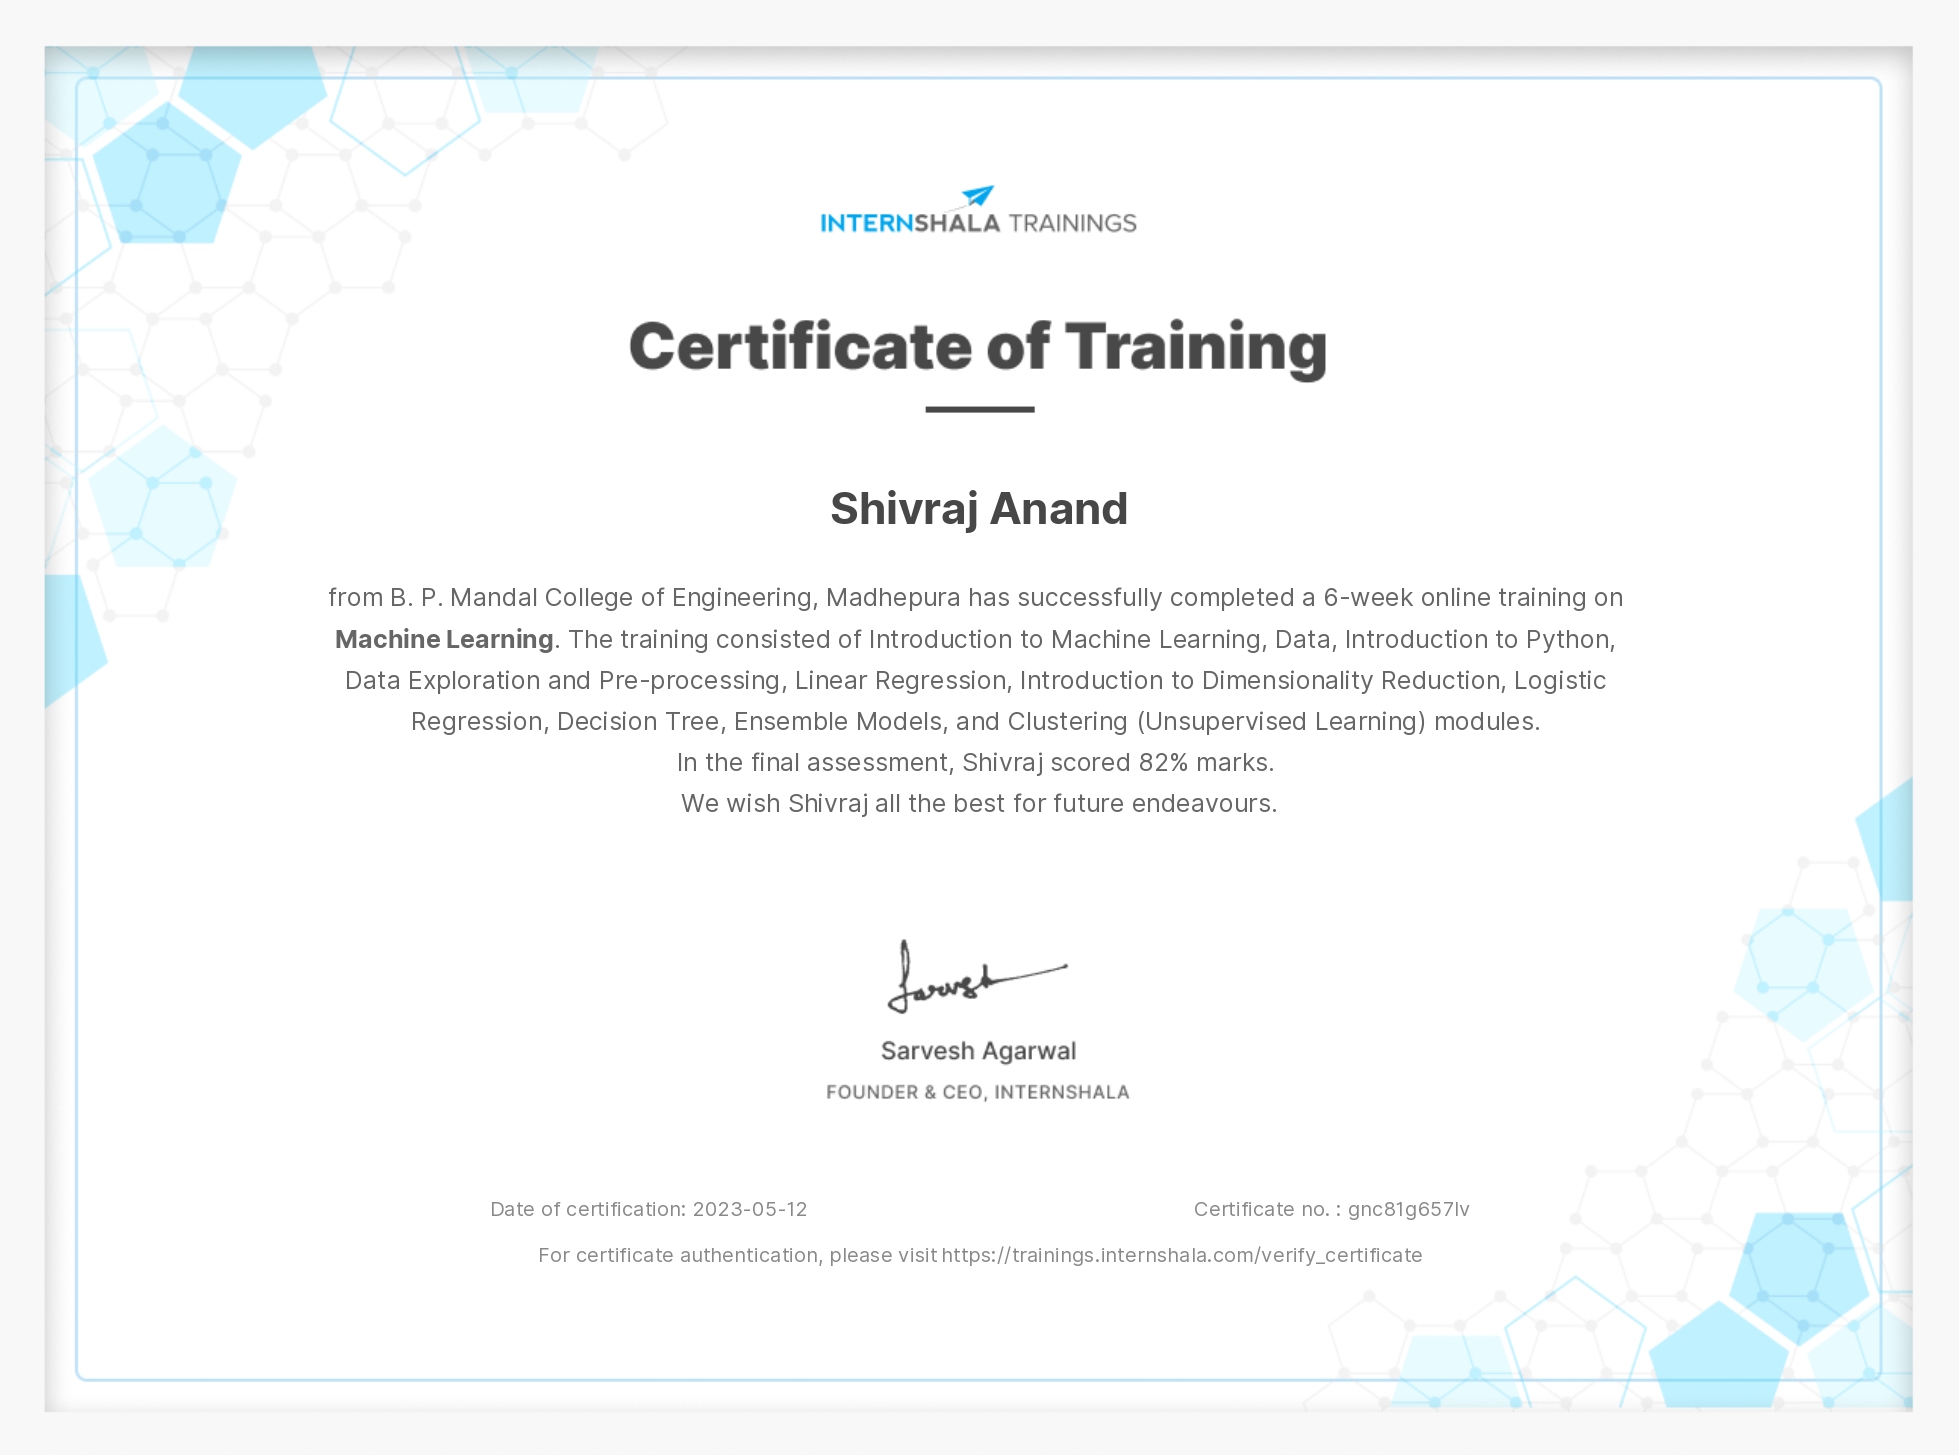 INTERNSHALA TRAININGS
Certificate of Training
Shivraj Anand
from B. P. Mandal College of Engineering, Madhepura has successfully completed a 6-week online training on
Machine Learning. The training consisted of Introduction to Machine Learning, Data, Introduction to Python,
Data Exploration and Pre-processing, Linear Regression, Introduction to Dimensionality Reduction, Logistic
Regression, Decision Tree, Ensemble Models, and Clustering (Unsupervised Learning) modules.
In the final assessment, Shivraj scored 82% marks.
We wish Shivraj all the best for future endeavours.
Sarvesh
Sarvesh Agarwal
FOUNDER & CEO, INTERNSHALA
Date of certification: 2023-05-12
Certificate no. : gnc81g657lv
For certificate authentication, please visit https://trainings.internshala.com/verify_certificate